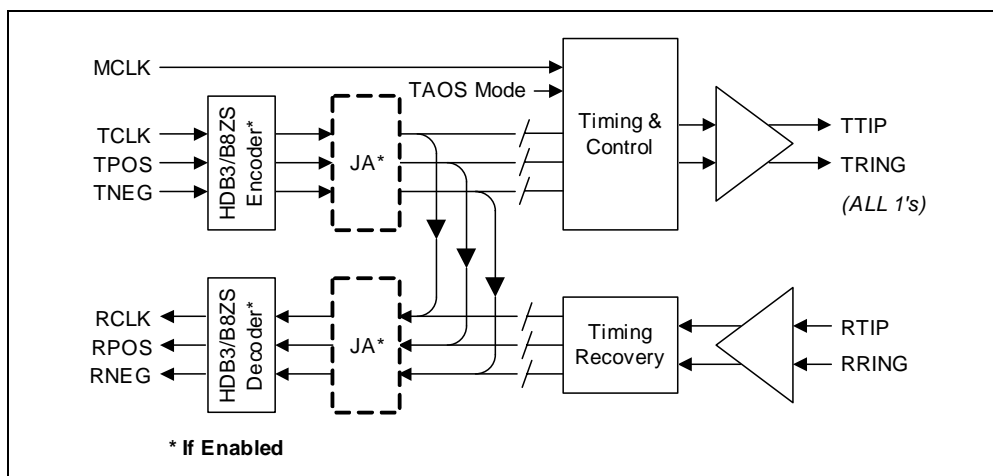 MCLK
TAOS Mode
TCLK
TPOS
TNEG
HDB3/B8ZS
Encoder*
JA*
Timing &
Control
TTIP
TRING
(ALL 1's)
RCLK
RPOS
RNEG
HDB3/B8ZS
Decoder*
JA*
Timing
Recovery
RTIP
RRING
* If Enabled